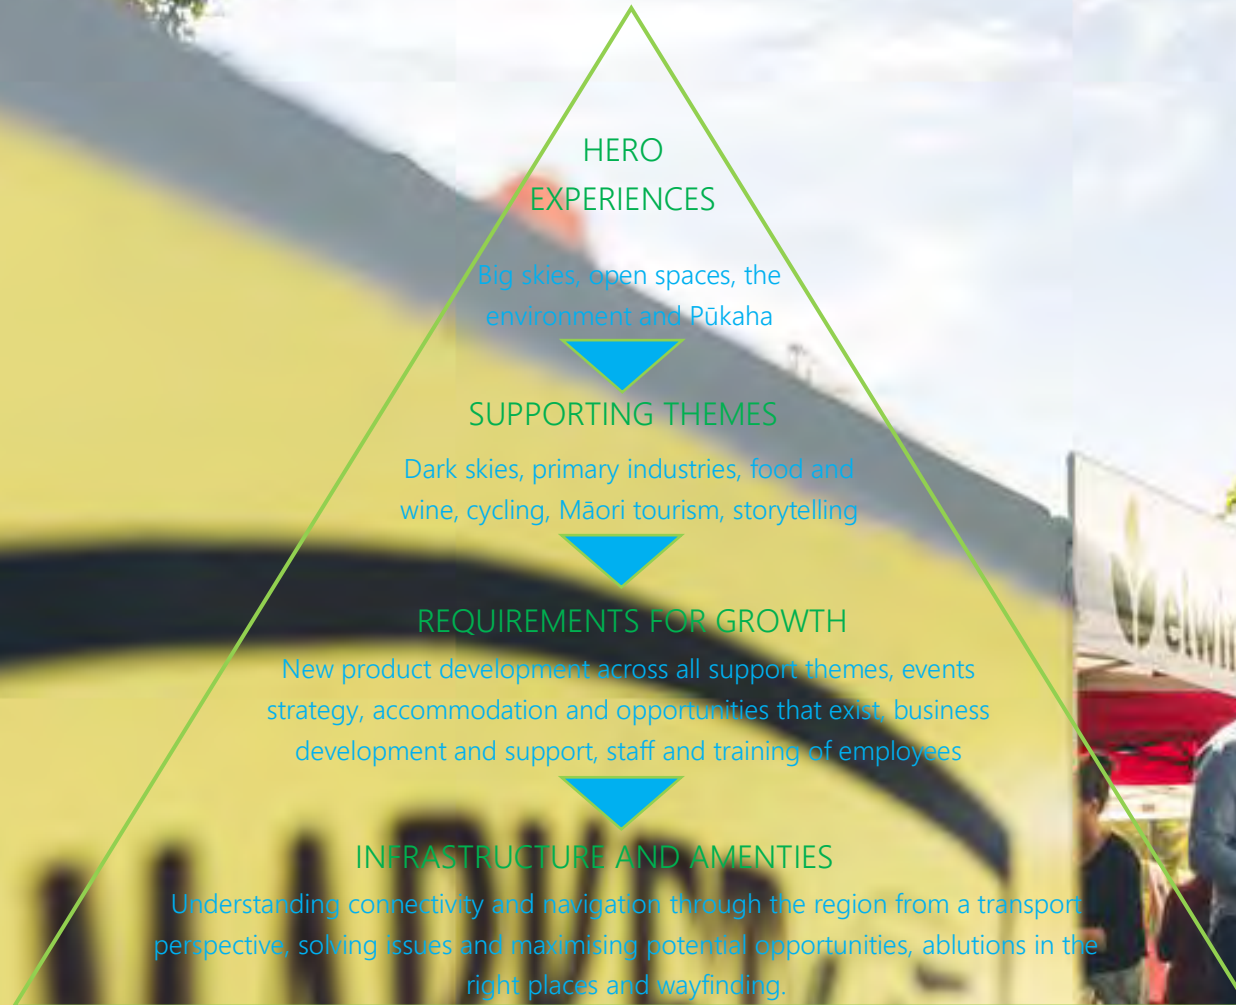 HERO
EXPERIENCES
Big skies, open spaces, the
environment and Pūkaha
SUPPORTING THEMES
Dark skies, primary industries, food and
wine, cycling, Māori tourism, storytelling
REQUIREMENTS FOR GROWTH
New product development across all support themes, events
strategy, accommodation and opportunities that exist, business
development and support, staff and training of employees
INFRASTRUCTURE AND AMENTIES
Understanding connectivity and navigation through the region from a transport
perspective, solving issues and maximising potential opportunities, ablutions in the
right places and wayfinding.